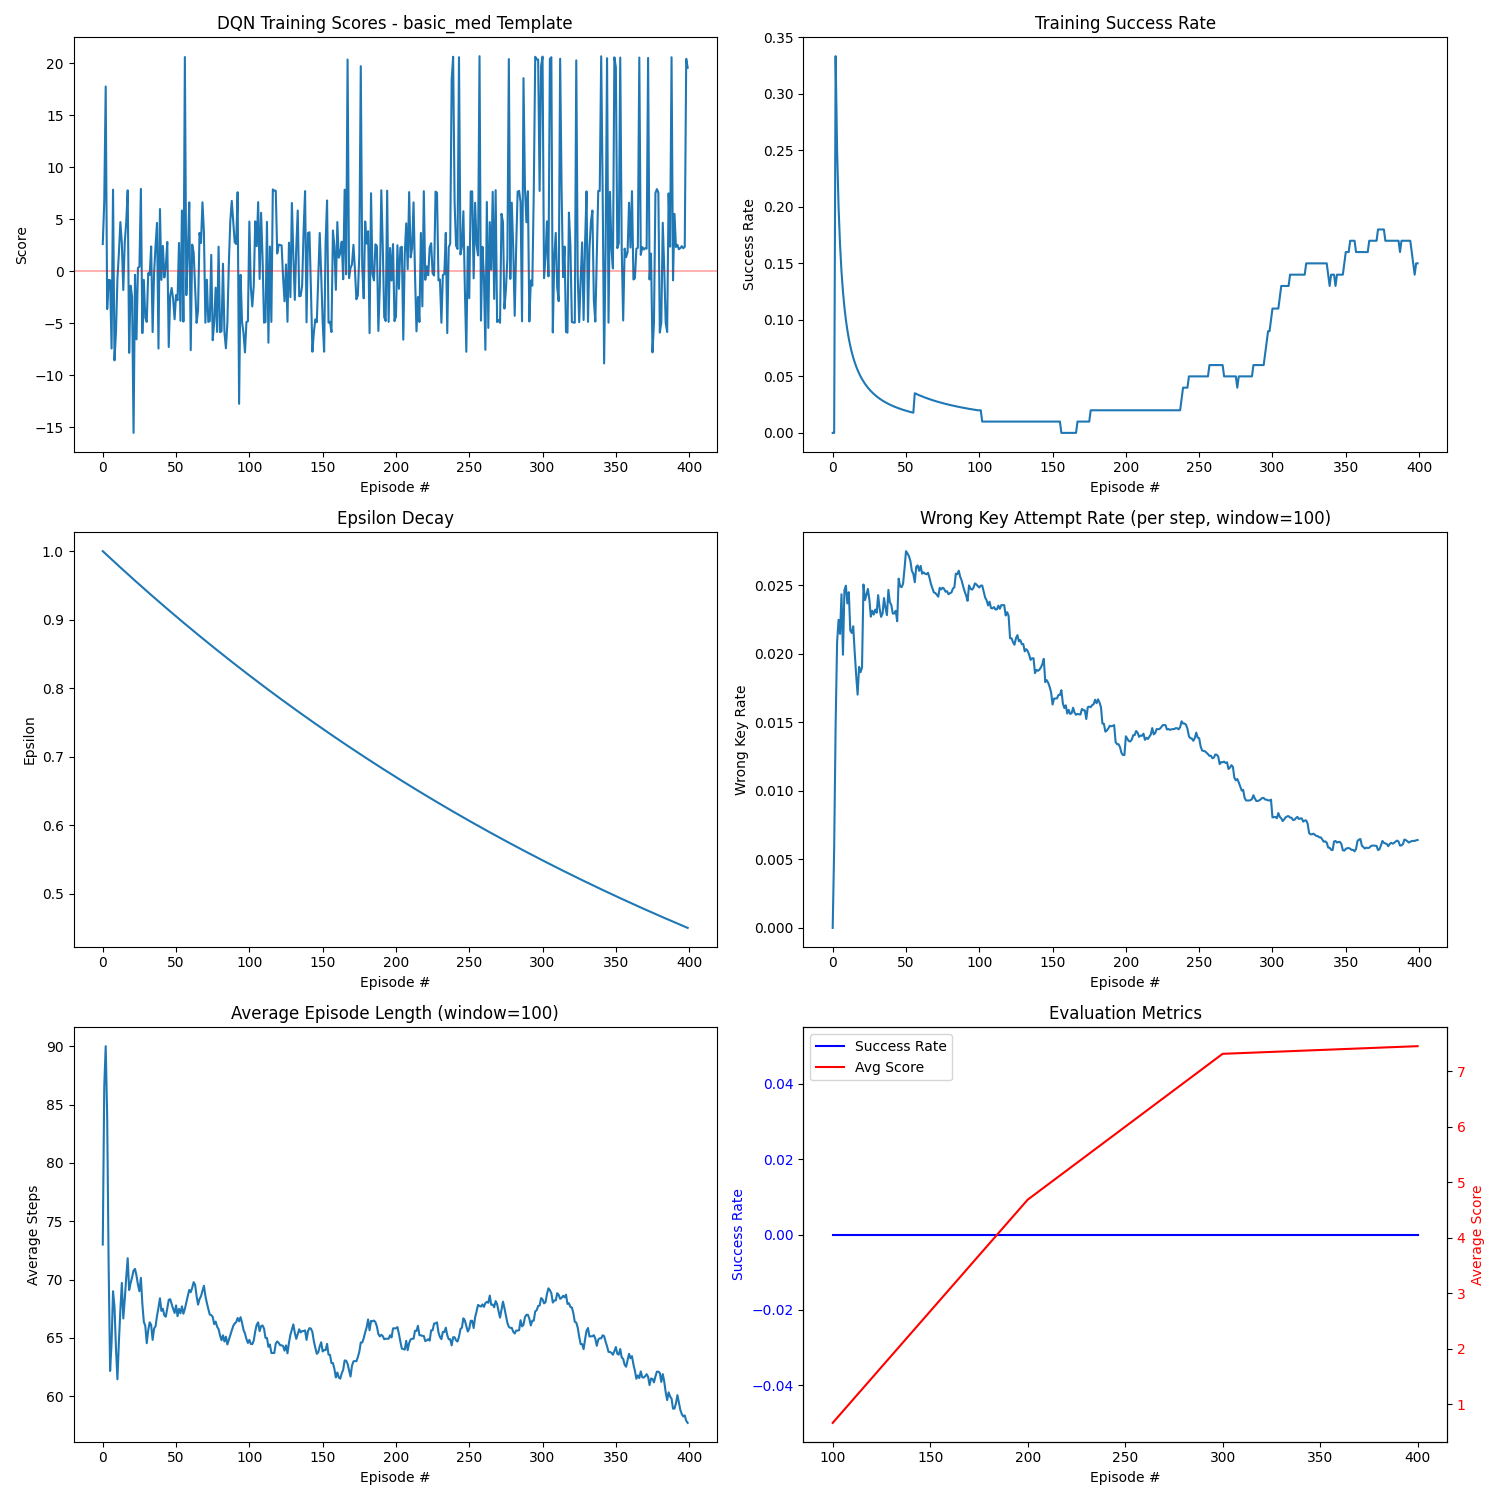 DQN Training Scores - basic_med Template
20
15
10
5
0
−5
−10
−15
Score
0 50 100 150 200 250 300 350 400
Episode #
Training Success Rate
0.35
0.30
0.25
0.20
0.15
0.10
0.05
0.00
Success Rate
0 50 100 150 200 250 300 350 400
Episode #
Epsilon Decay
1.0
0.9
0.8
0.7
0.6
0.5
Epsilon
0 50 100 150 200 250 300 350 400
Episode #
Wrong Key Attempt Rate (per step, window=100)
0.025
0.020
0.015
0.010
0.005
0.000
Wrong Key Rate
0 50 100 150 200 250 300 350 400
Episode #
Average Episode Length (window=100)
90
85
80
75
70
65
60
Average Steps
0 50 100 150 200 250 300 350 400
Episode #
Evaluation Metrics
Success Rate
Avg Score
0.04
0.02
0.00
−0.02
−0.04
Success Rate
7
6
5
4
3
2
1
Average Score
100 150 200 250 300 350 400
Episode #